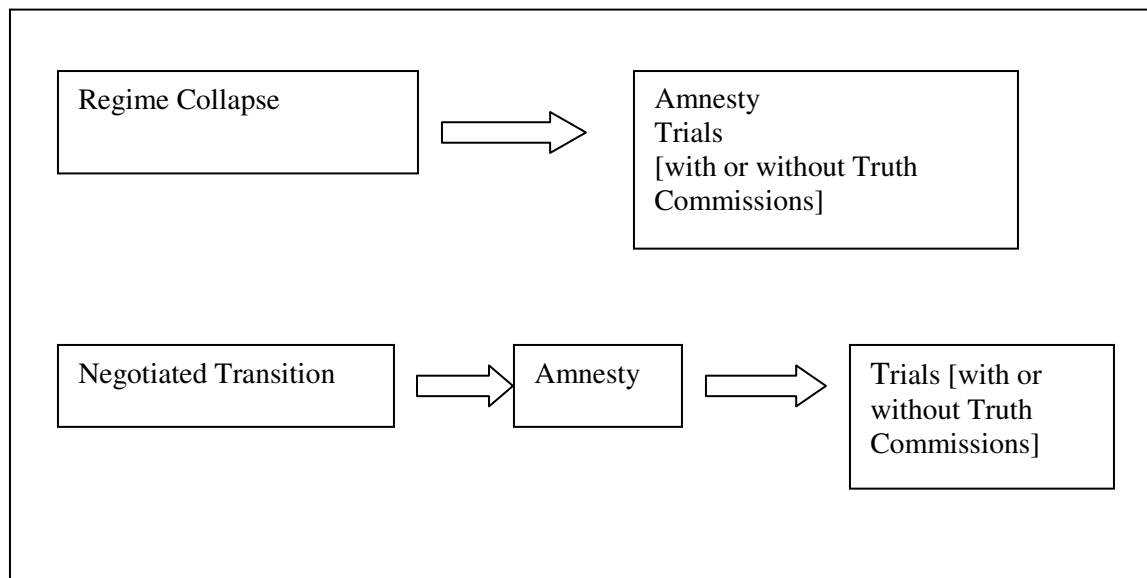 Regime Collapse
Amnesty
Trials
[with or without Truth
Commissions]
Negotiated Transition
Amnesty
Trials [with or
without Truth
Commissions]